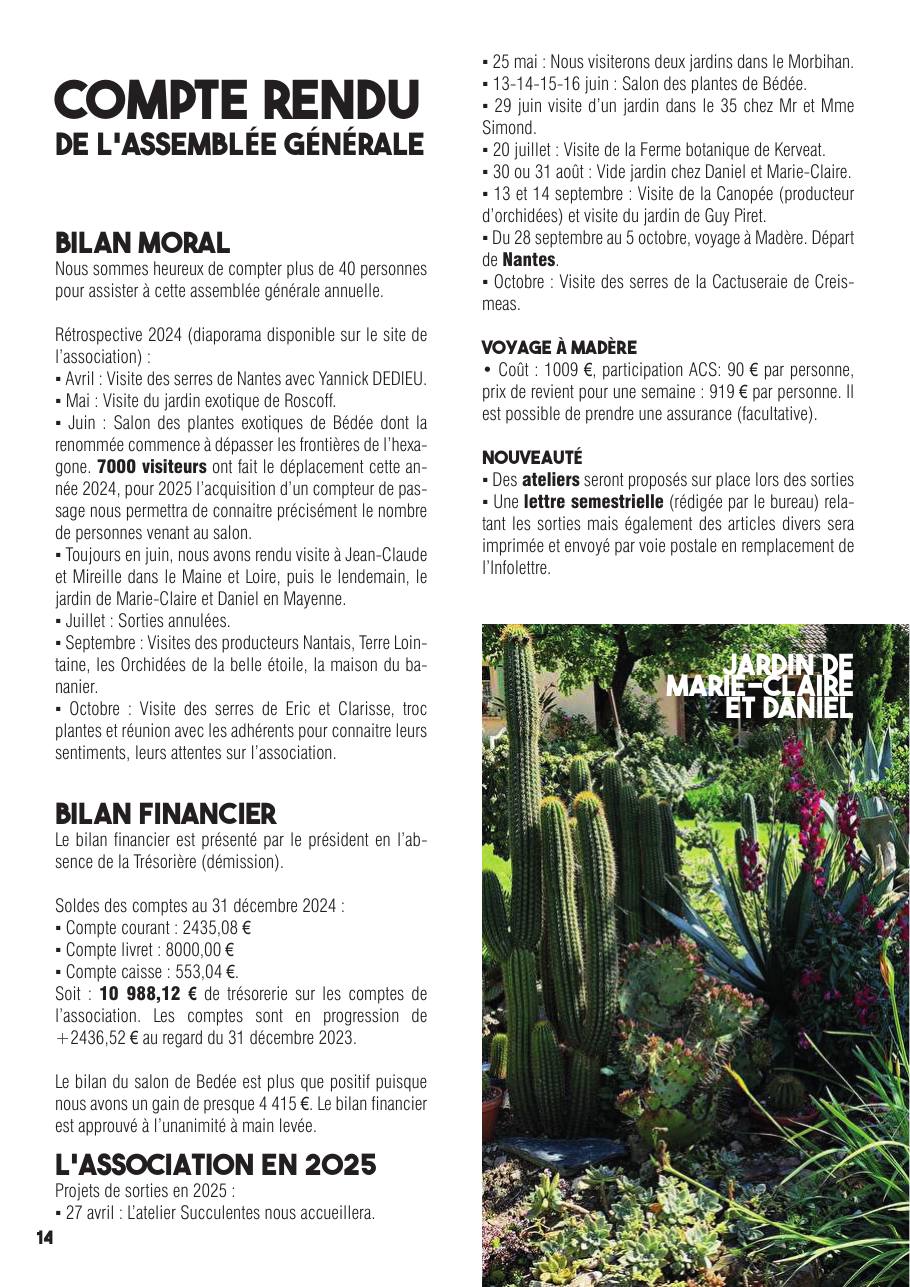 COMPTE RENDU
DE L'ASSEMBLÉE GÉNÉRALE
BILAN MORAL
Nous sommes heureux de compter plus de 40 personnes
pour assister à cette assemblée générale annuelle.
Rétrospective 2024 (diaporama disponible sur le site de
l’association) :
▪ Avril : Visite des serres de Nantes avec Yannick DEDIEU.
▪ Mai : Visite du jardin exotique de Roscoff.
▪ Juin : Salon des plantes exotiques de Bédée dont la
renommée commence à dépasser les frontières de l’hexa-
gone. 7000 visiteurs ont fait le déplacement cette an-
née 2024, pour 2025 l’acquisition d’un compteur de pas-
sage nous permettra de connaitre précisément le nombre
de personnes venant au salon.
▪ Toujours en juin, nous avons rendu visite à Jean-Claude
et Mireille dans le Maine et Loire, puis le lendemain, le
jardin de Marie-Claire et Daniel en Mayenne.
▪ Juillet : Sorties annulées.
▪ Septembre : Visites des producteurs Nantais, Terre Loin-
taine, les Orchidées de la belle étoile, la maison du ba-
nanier.
▪ Octobre : Visite des serres de Eric et Clarisse, troc
plantes et réunion avec les adhérents pour connaitre leurs
sentiments, leurs attentes sur l’association.
BILAN FINANCIER
Le bilan financier est présenté par le président en l’ab-
sence de la Trésorière (démission).
Soldes des comptes au 31 décembre 2024 :
▪ Compte courant : 2435,08 €
▪ Compte livret : 8000,00 €
▪ Compte caisse : 553,04 €.
Soit : 10 988,12 € de trésorerie sur les comptes de
l’association. Les comptes sont en progression de
+2436,52 € au regard du 31 décembre 2023.
Le bilan du salon de Bedée est plus que positif puisque
nous avons un gain de presque 4 415 €. Le bilan financier
est approuvé à l’unanimité à main levée.
L'ASSOCIATION EN 2025
Projets de sorties en 2025 :
▪ 27 avril : L’atelier Succulentes nous accueillera.
14
▪ 25 mai : Nous visiterons deux jardins dans le Morbihan.
▪ 13-14-15-16 juin : Salon des plantes de Bédée.
▪ 29 juin visite d’un jardin dans le 35 chez Mr et Mme
Simond.
▪ 20 juillet : Visite de la Ferme botanique de Kerveat.
▪ 30 ou 31 août : Vide jardin chez Daniel et Marie-Claire.
▪ 13 et 14 septembre : Visite de la Canopée (producteur
d’orchidées) et visite du jardin de Guy Piret.
▪ Du 28 septembre au 5 octobre, voyage à Madère. Départ
de Nantes.
▪ Octobre : Visite des serres de la Cactuseraie de Creis-
meas.
VOYAGE À MADÈRE
• Coût : 1009 €, participation ACS: 90 € par personne,
prix de revient pour une semaine : 919 € par personne. Il
est possible de prendre une assurance (facultative).
NOUVEAUTÉ
▪ Des ateliers seront proposés sur place lors des sorties
▪ Une lettre semestrielle (rédigée par le bureau) rela-
tant les sorties mais également des articles divers sera
imprimée et envoyé par voie postale en remplacement de
l’Infolettre.
JARDIN DE
MARIE-CLAIRE
ET DANIEL